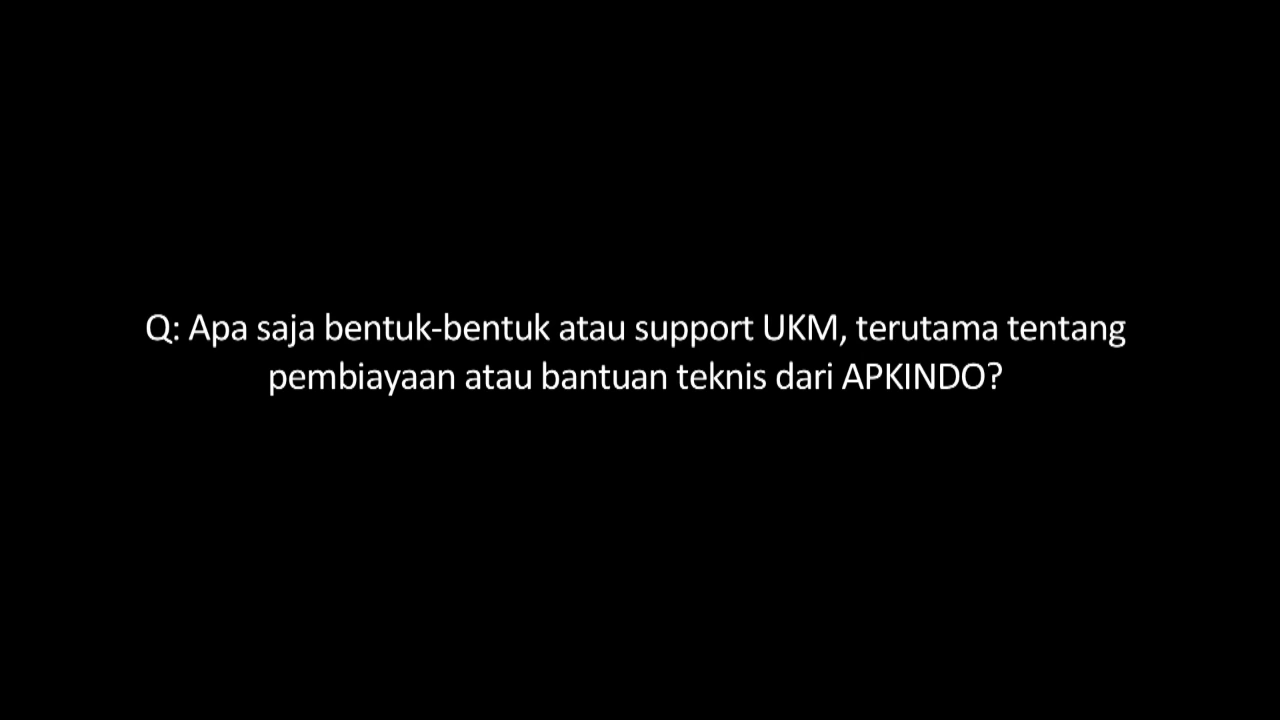 Q: Apa saja bentuk-bentuk atau support UKM, terutama tentang
pembiayaan atau bantuan teknis dari APKINDO?